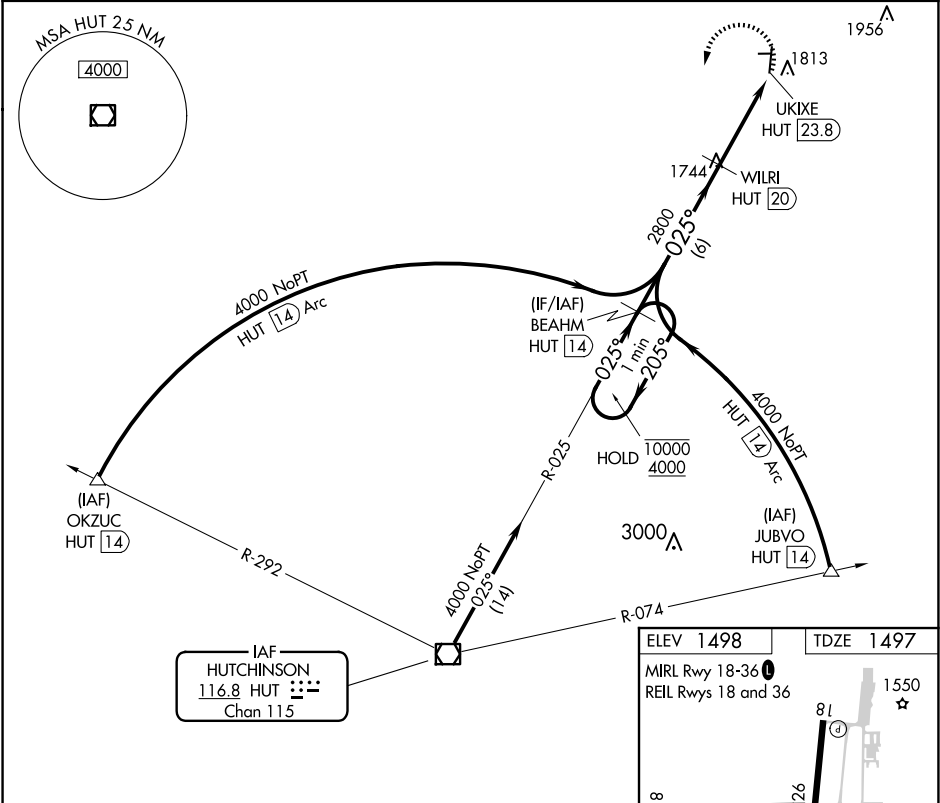 MSA HUT 25 NM
4000
1956
1813
UKIXE
HUT 23.8
1744
WILRI
HUT 20
2800
025°
(6)
4000 NoPT
HUT 14 Arc
(IF/IAF)
BEAHM
HUT 14
025°
1 min
205°
HOLD
10000
4000
4000 NoPT
HUT 14 Arc
R-025
3000
(IAF)
OKZUC
HUT 14
(IAF)
JUBVO
HUT 14
R-292
4000 NoPT
025°
(14)
R-074
IAF
HUTCHINSON
116.8 HUT
Chan 115
ELEV 1498
TDZE 1497
MIRL Rwy 18-36 L
REIL Rwys 18 and 36
1550
18
P
26
8